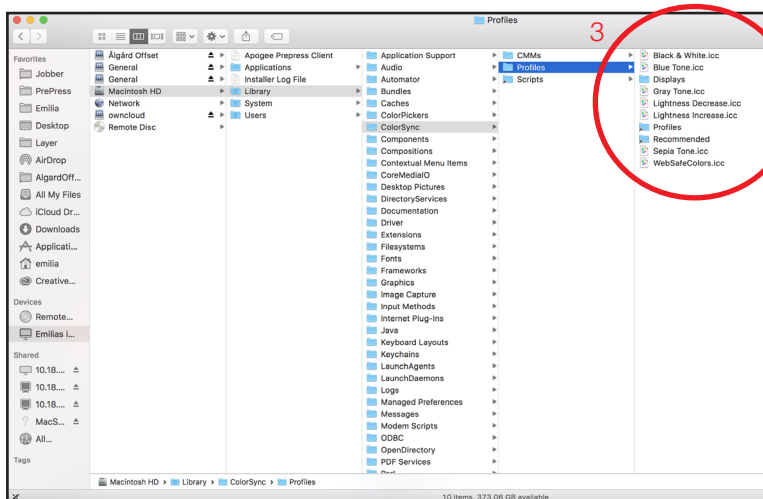 Profiles
3
Favorites
Jobber
PrePress
Emilia
Desktop
Layer
AirDrop
AlgardOff...
All My Files
iCloud Dr...
Downloads
Applicati...
emilia
Creative...
Devices
Remote...
Emilias i...
Shared
10.18....
10.18....
10.18....
MacS...
All...
Tags
Ålgård Offset
General
General
Macintosh HD
Network
owncloud
Remote Disc
Apogee Prepress Client
Applications
Installer Log File
Library
System
Users
Application Support
Audio
Automator
Bundles
Caches
ColorPickers
ColorSync
Components
Compositions
Contextual Menu Items
CoreMediaIO
Desktop Pictures
DirectoryServices
Documentation
Driver
Extensions
Filesystems
Fonts
Frameworks
Graphics
Image Capture
Input Methods
Internet Plug-Ins
Java
Keyboard Layouts
Keychains
LaunchAgents
LaunchDaemons
Logs
Managed Preferences
Messages
Modem Scripts
ODBC
OpenDirectory
PDF Services
CMMs
Profiles
Scripts
Black & White.icc
Blue Tone.icc
Displays
Gray Tone.icc
Lightness Decrease.icc
Lightness Increase.icc
Profiles
Recommended
Sepia Tone.icc
WebSafeColors.icc
Macintosh HD › Library › ColorSync › Profiles
10 items, 373.06 GB available